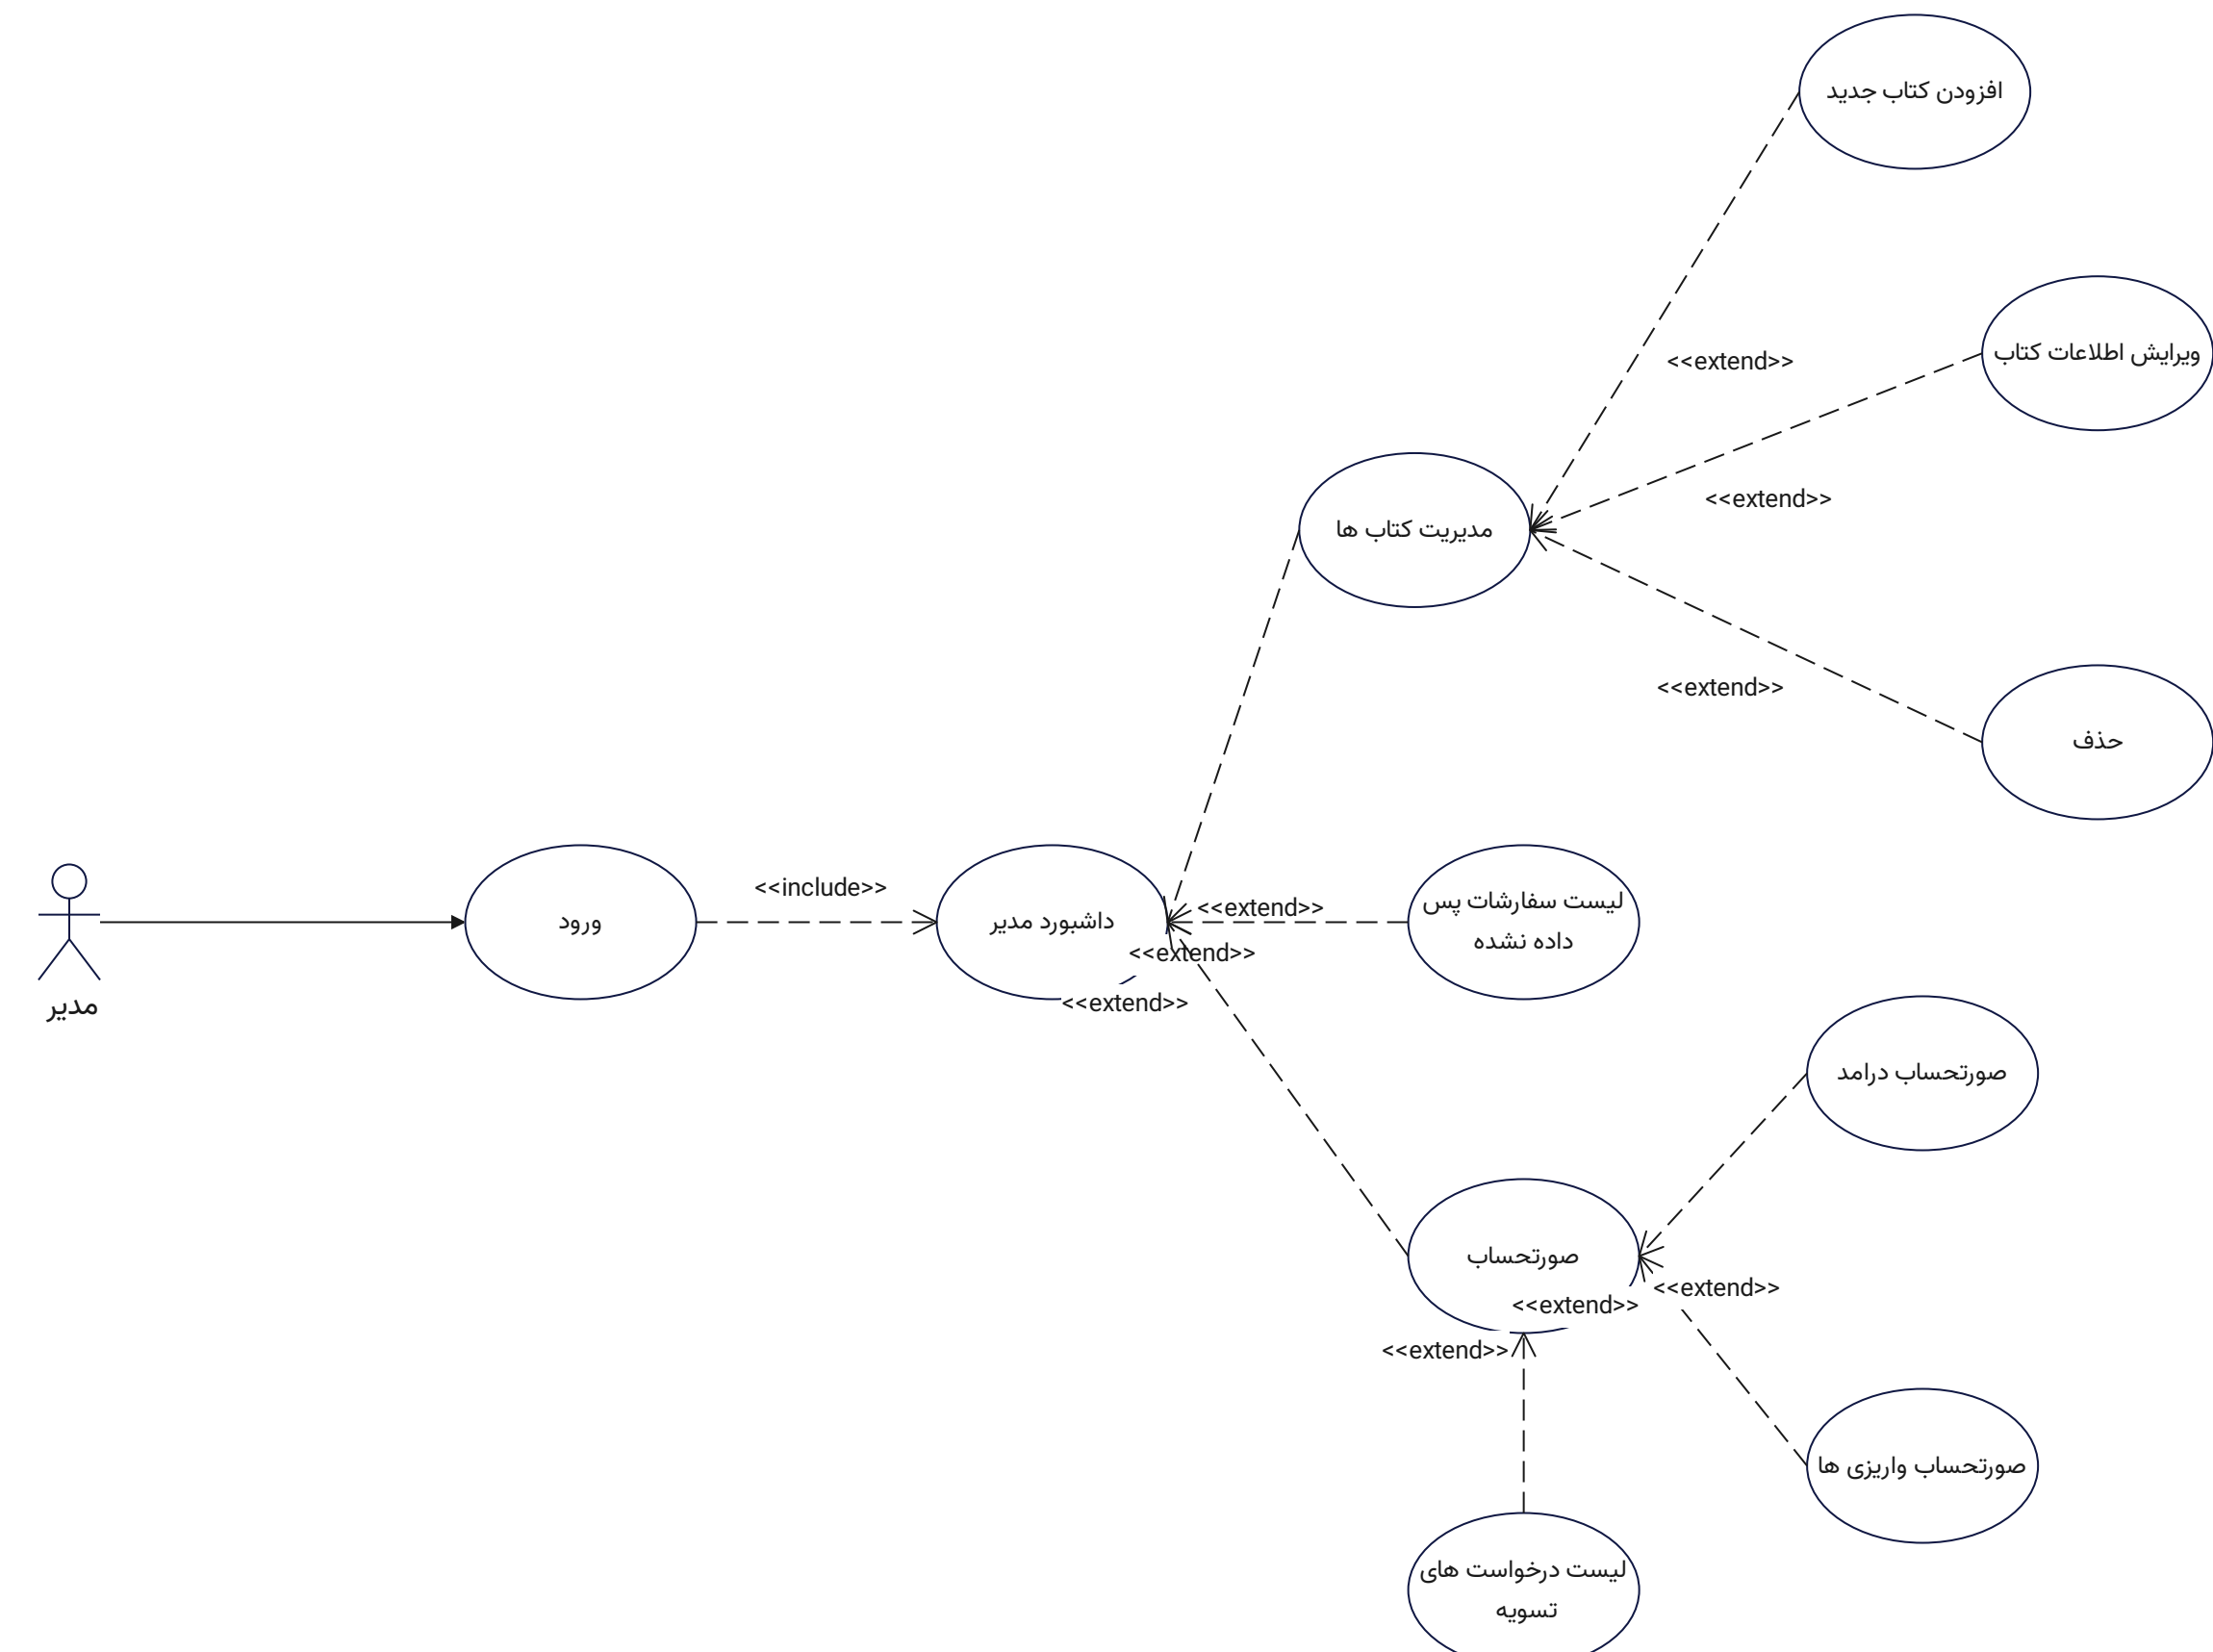 افزودن کتاب جدید
ویرایش اطلاعات کتاب
<<extend>>
<<extend>>
مدیریت کتاب ها
<<extend>>
حذف
مدیر
ورود
<<include>>
داشبورد مدیر
<<extend>>
<<extend>>
<<extend>>
لیست سفارشات پس
داده نشده
صورتحساب درامد
صورتحساب
<<extend>>
<<extend>>
<<extend>>
صورتحساب واریزی ها
لیست درخواست های
تسویه